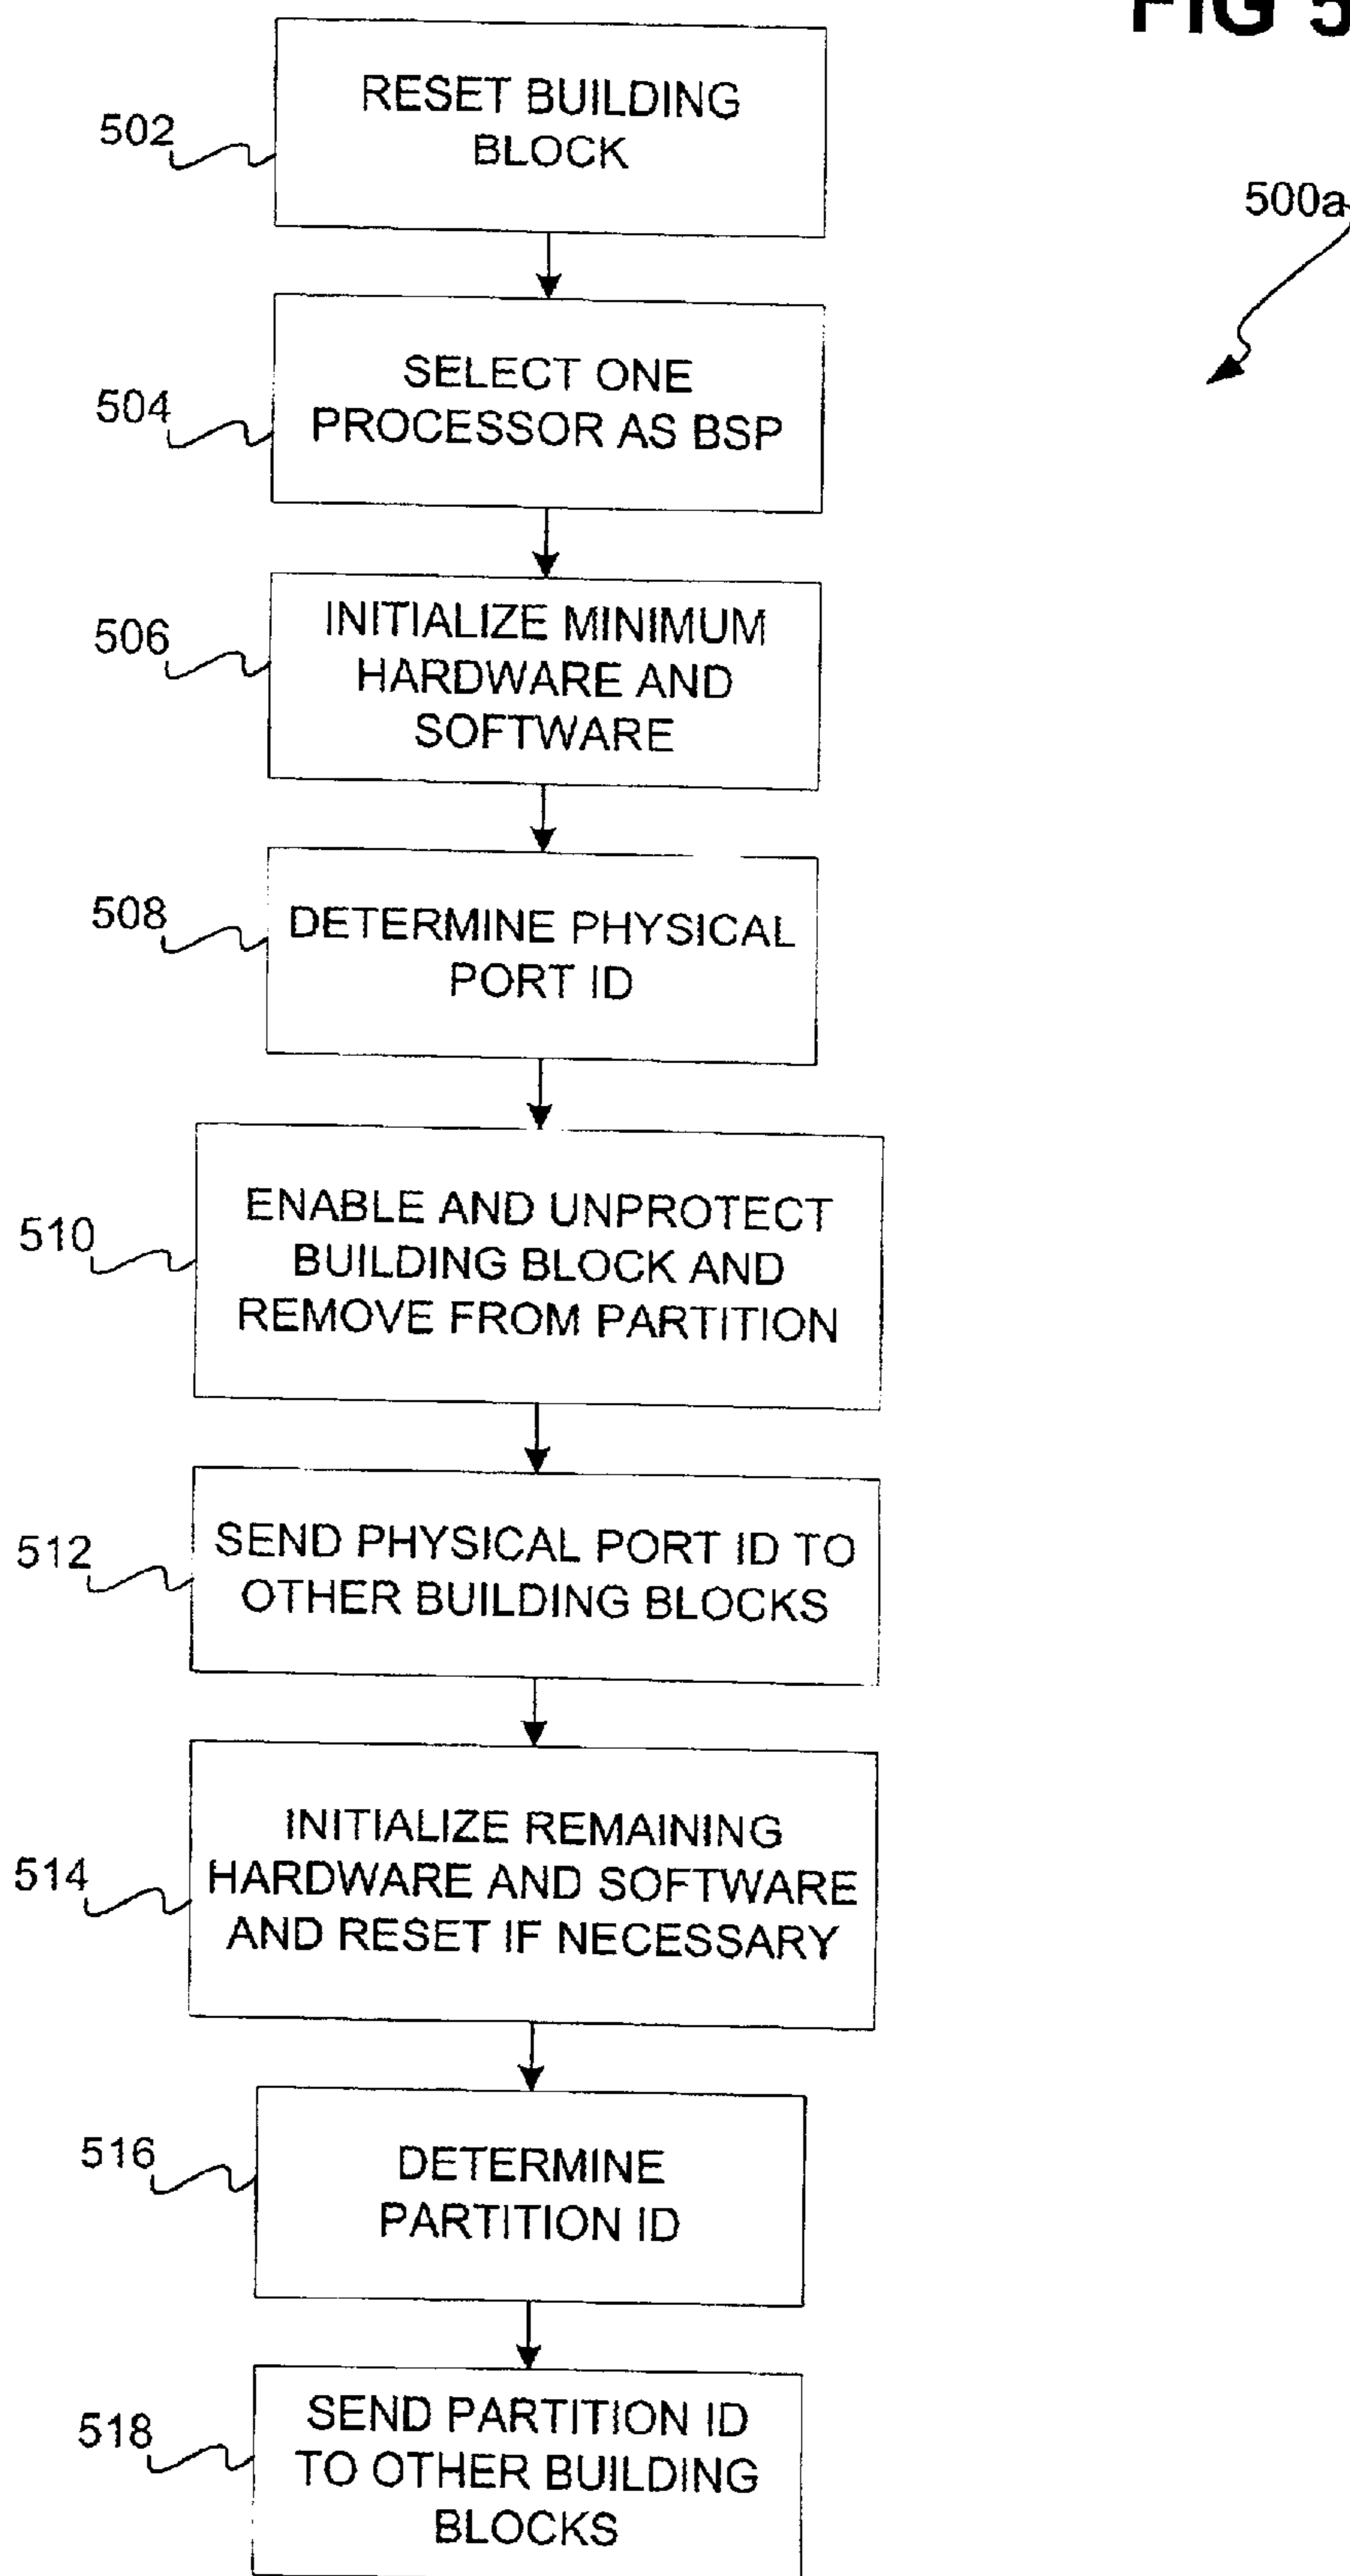 FIG 5
500a
502
RESET BUILDING
BLOCK
504
SELECT ONE
PROCESSOR AS BSP
506
INITIALIZE MINIMUM
HARDWARE AND
SOFTWARE
508
DETERMINE PHYSICAL
PORT ID
510
ENABLE AND UNPROTECT
BUILDING BLOCK AND
REMOVE FROM PARTITION
512
SEND PHYSICAL PORT ID TO
OTHER BUILDING BLOCKS
514
INITIALIZE REMAINING
HARDWARE AND SOFTWARE
AND RESET IF NECESSARY
516
DETERMINE
PARTITION ID
518
SEND PARTITION ID
TO OTHER BUILDING
BLOCKS